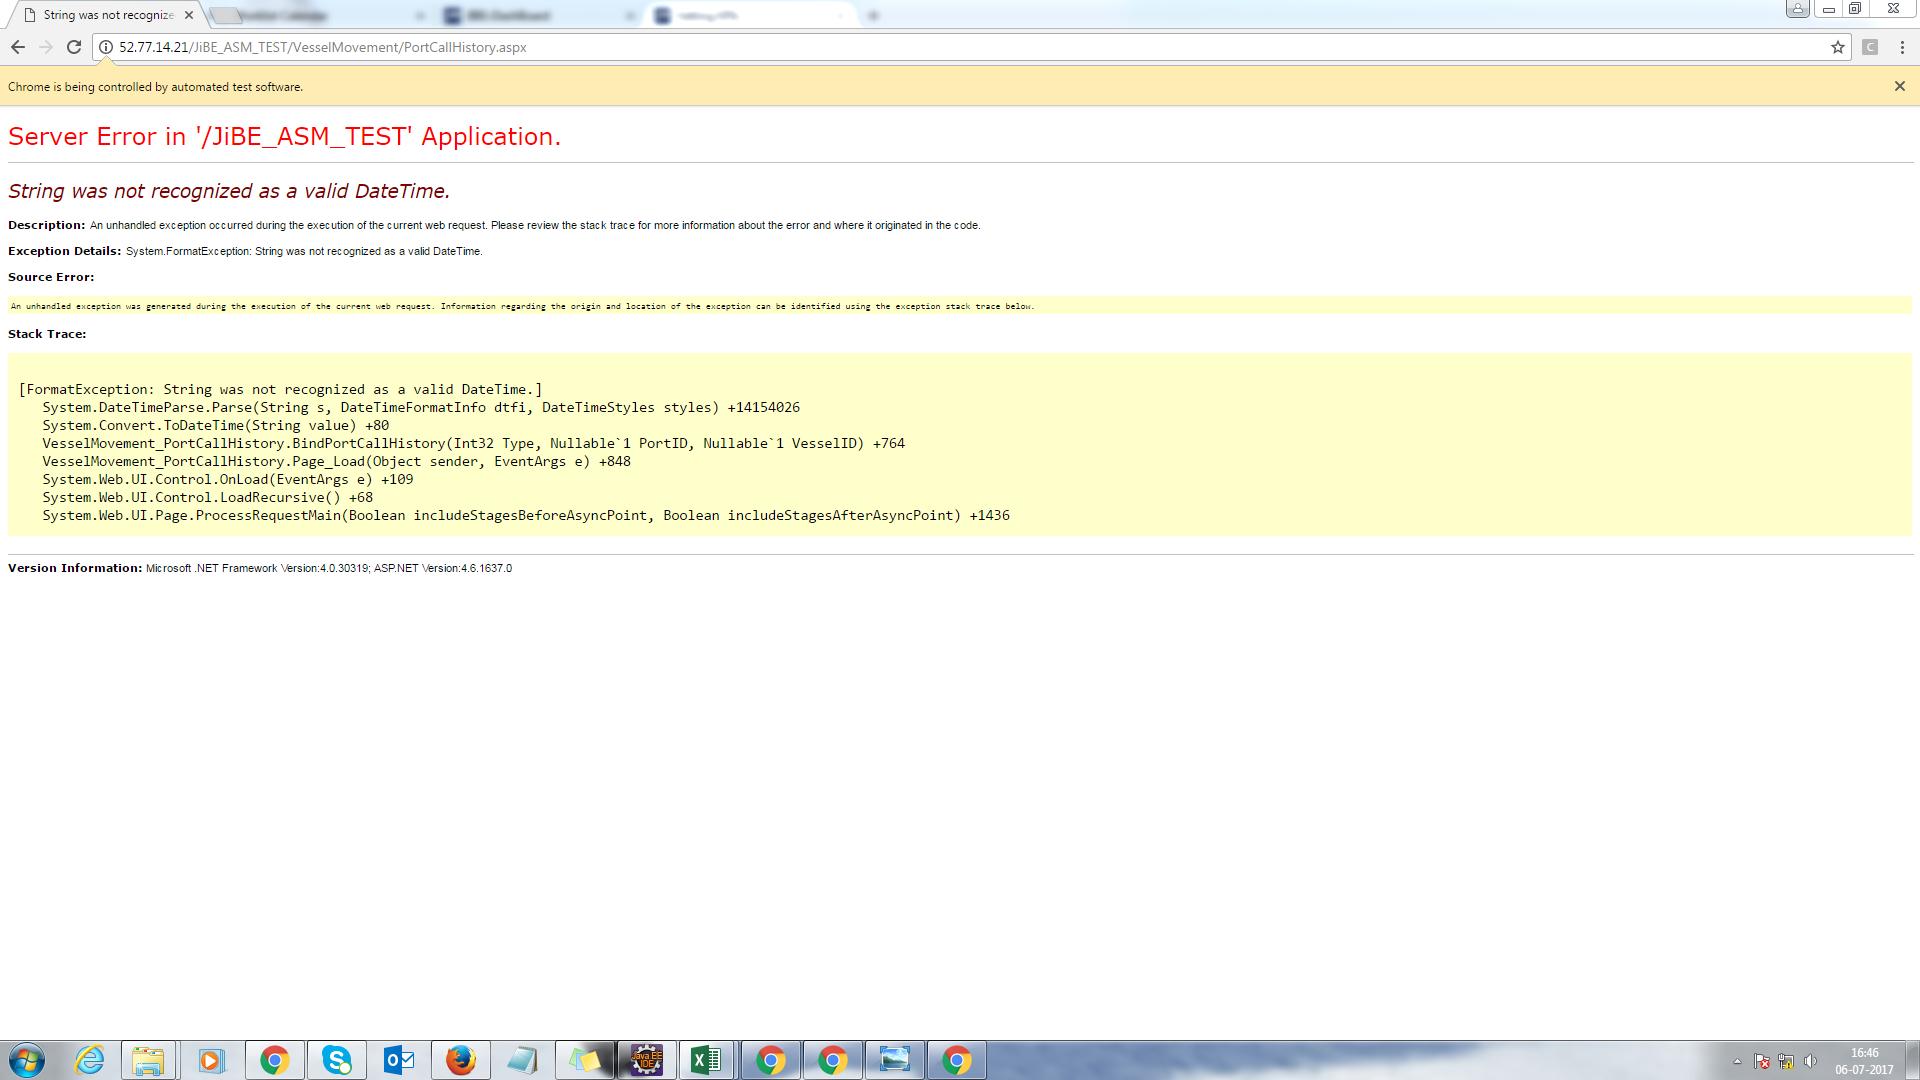 String was not recognize
52.77.14.21/JiBE_ASM_TEST/VesselMovement/PortCallHistory.aspx
C
Chrome is being controlled by automated test software.
Server Error in '/JiBE_ASM_TEST' Application.
String was not recognized as a valid DateTime.
Description: An unhandled exception occurred during the execution of the current web request. Please review the stack trace for more information about the error and where it originated in the code.
Exception Details: System.FormatException: String was not recognized as a valid DateTime.
Source Error:
An unhandled exception was generated during the execution of the current web request. Information regarding the origin and location of the exception can be identified using the exception stack trace below.
Stack Trace:
[FormatException: String was not recognized as a valid DateTime.]
System.DateTimeParse.Parse(String s, DateTimeFormatInfo dtfi, DateTimeStyles styles) +14154026
System.Convert.ToDateTime(String value) +80
VesselMovement_PortCallHistory.BindPortCallHistory(Int32 Type, Nullable`1 PortID, Nullable`1 VesselID) +764
VesselMovement_PortCallHistory.Page_Load(Object sender, EventArgs e) +848
System.Web.UI.Control.OnLoad(EventArgs e) +109
System.Web.UI.Control.LoadRecursive() +68
System.Web.UI.Page.ProcessRequestMain(Boolean includeStagesBeforeAsyncPoint, Boolean includeStagesAfterAsyncPoint) +1436
Version Information: Microsoft .NET Framework Version:4.0.30319; ASP.NET Version:4.6.1637.0
Java EE
IDE
16:46
06-07-2017